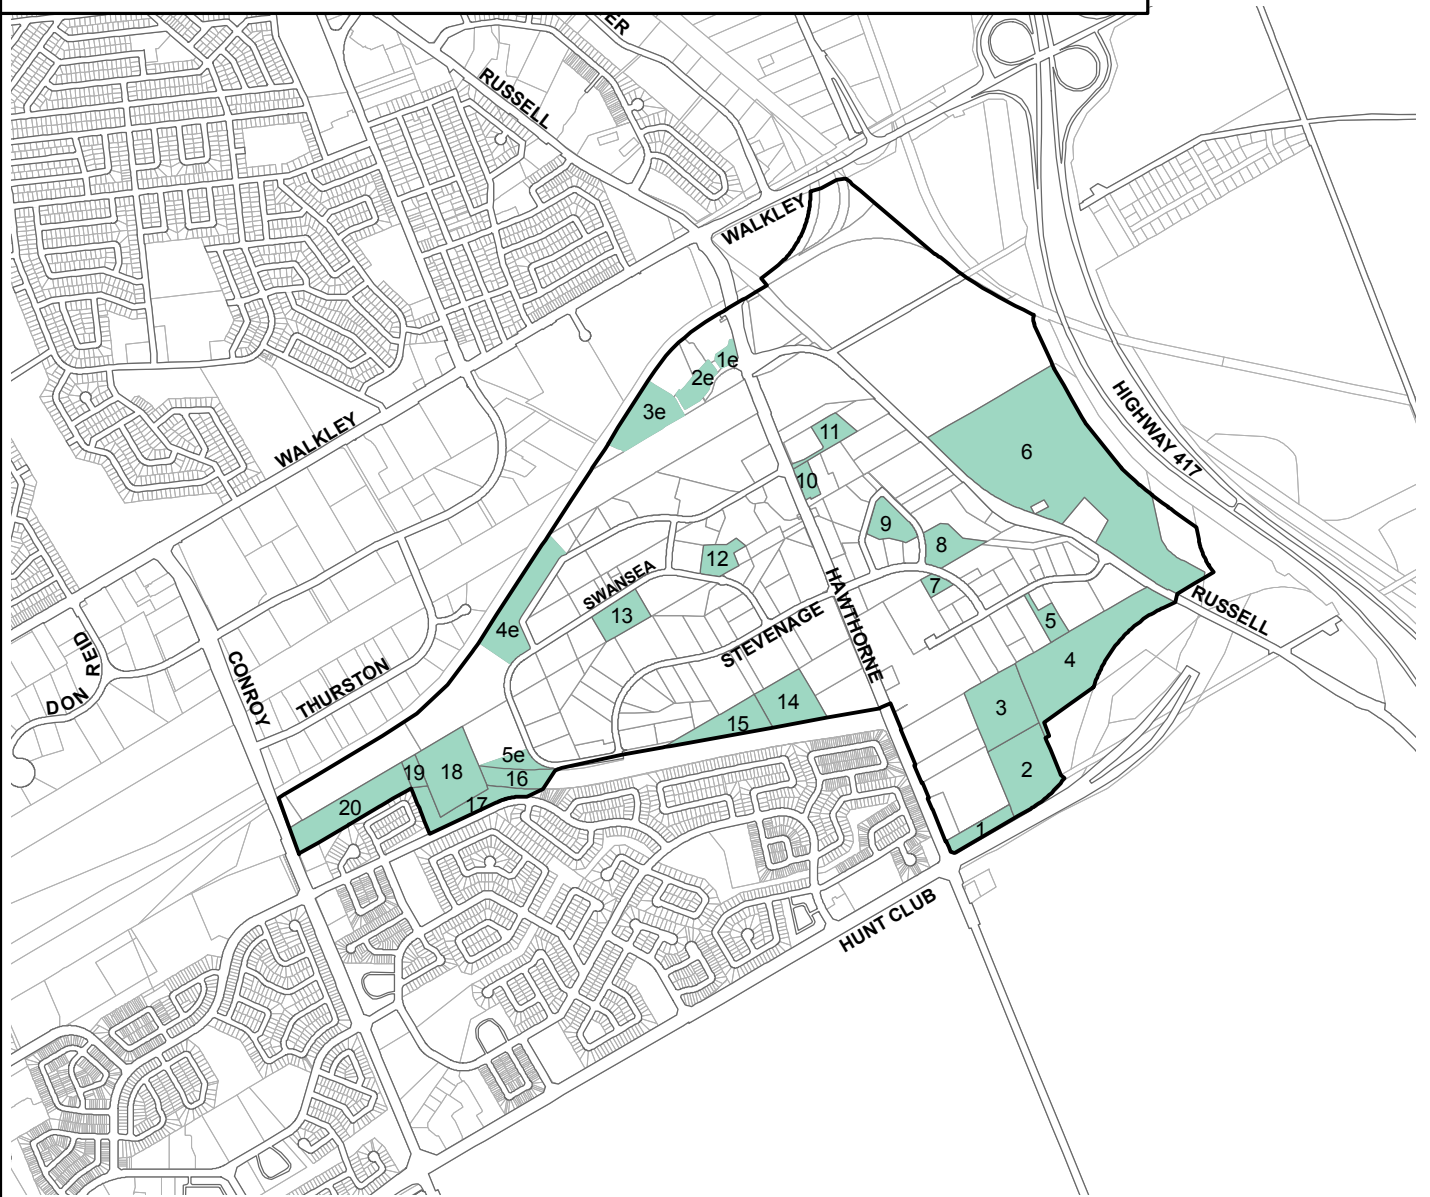 ER
RUSSELL
WALKLEY
1e
2e
3e
HIGHWAY 417
WALKLEY
11
6
10
9
8
12
SWANSEA
7
HAWTHORNE
13
5
RUSSELL
4e
STEVENAGE
4
DON REID
CONROY
THURSTON
14
3
15
5e
19
18
16
2
20
17
1
HUNT CLUB